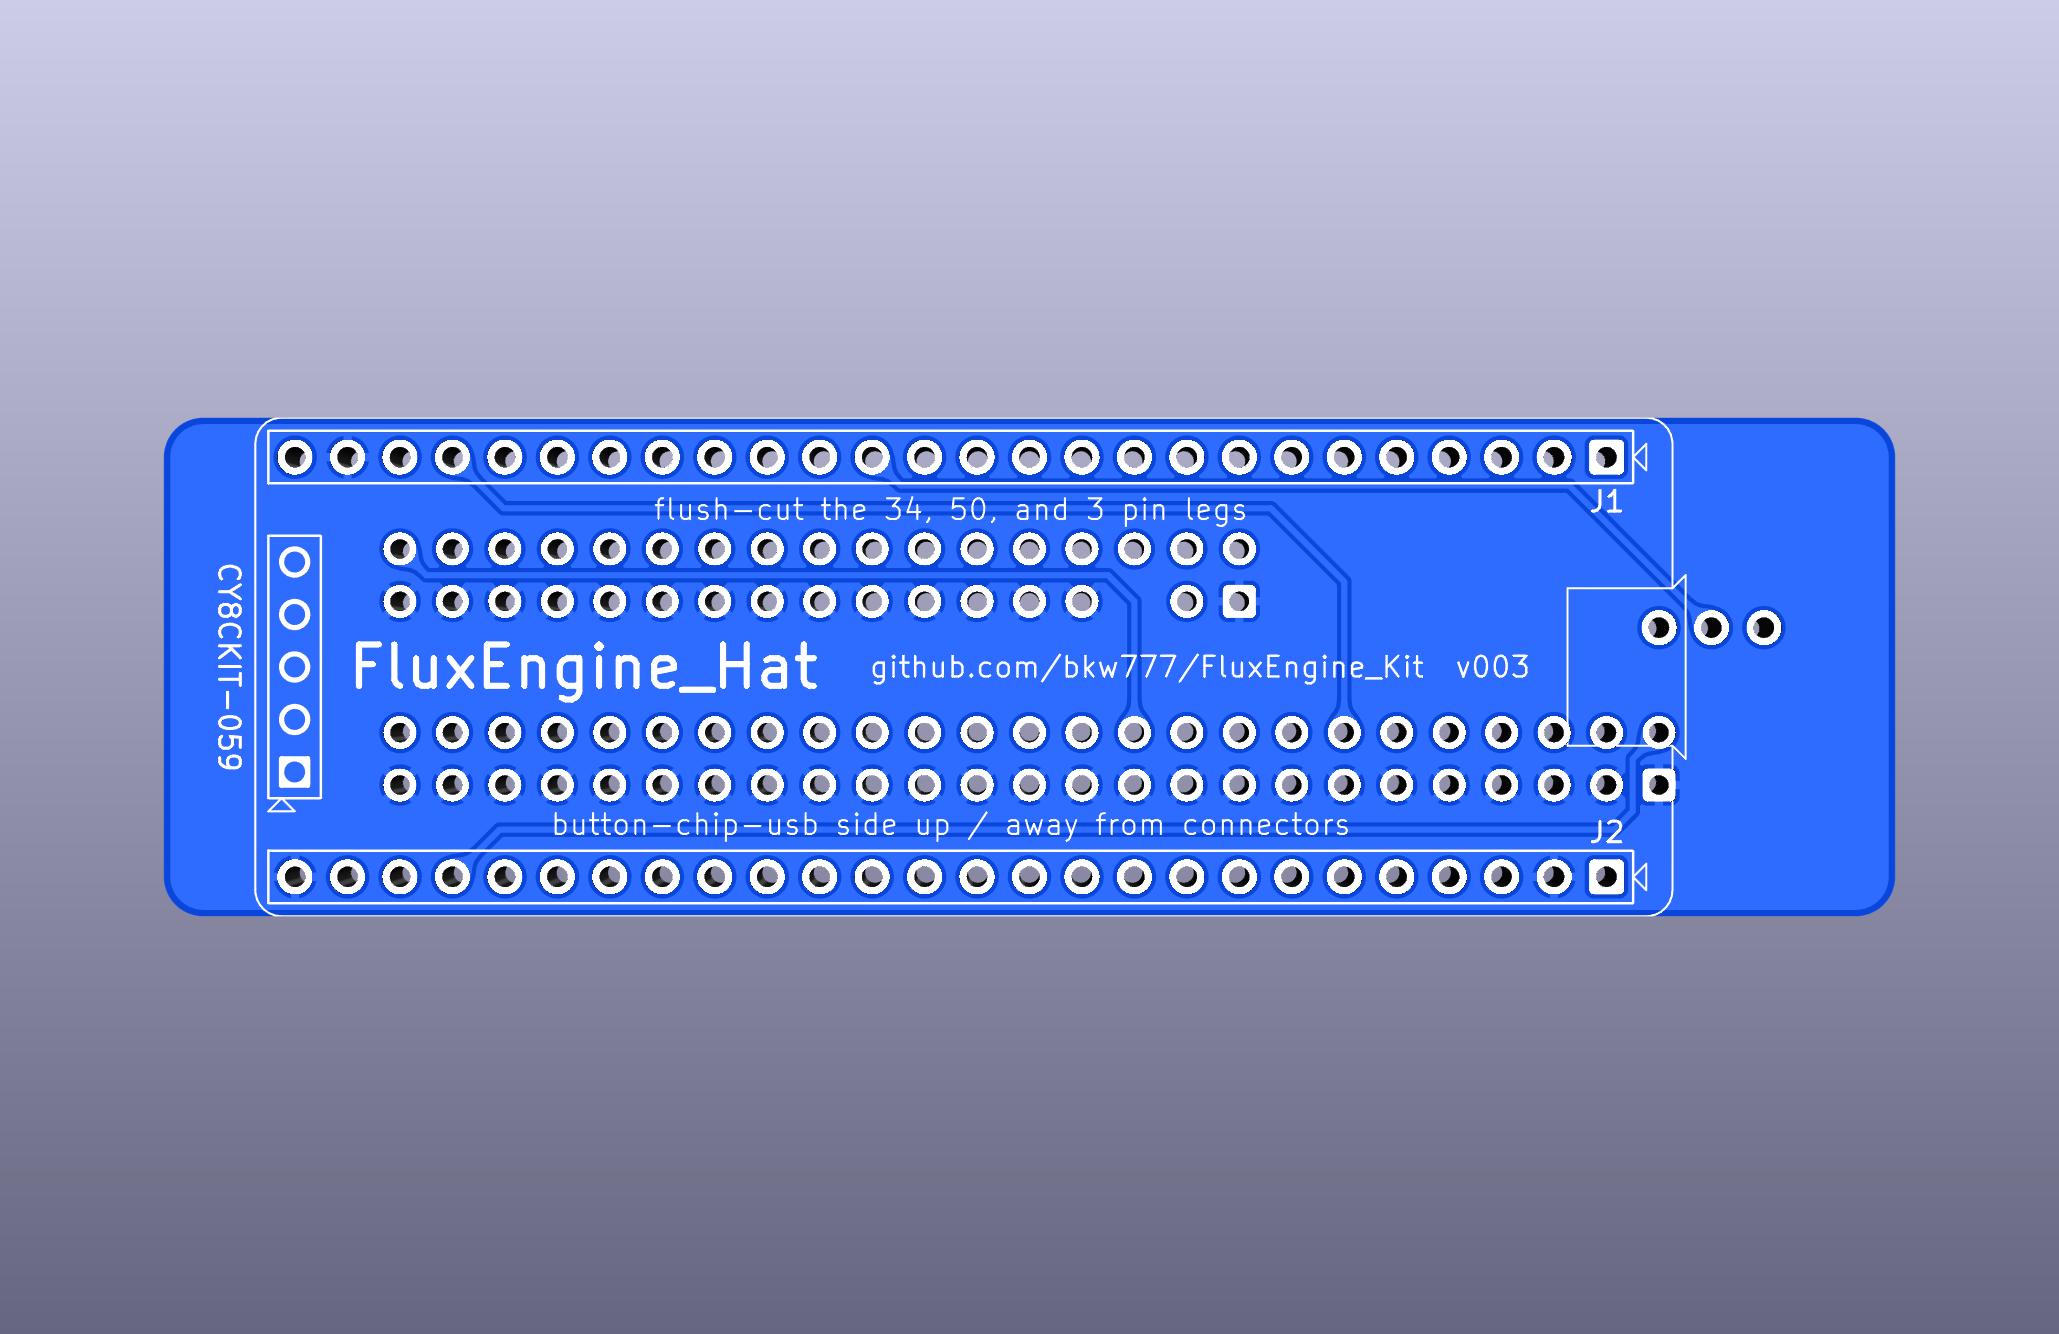 flush-cut the 34, 50, and 3 pin legs
J1
CY8CKIT-059
FluxEngine_Hat
github.com/bkw777/FluxEngine_Kit v003
button-chip-usb side up / away from connectors
J2